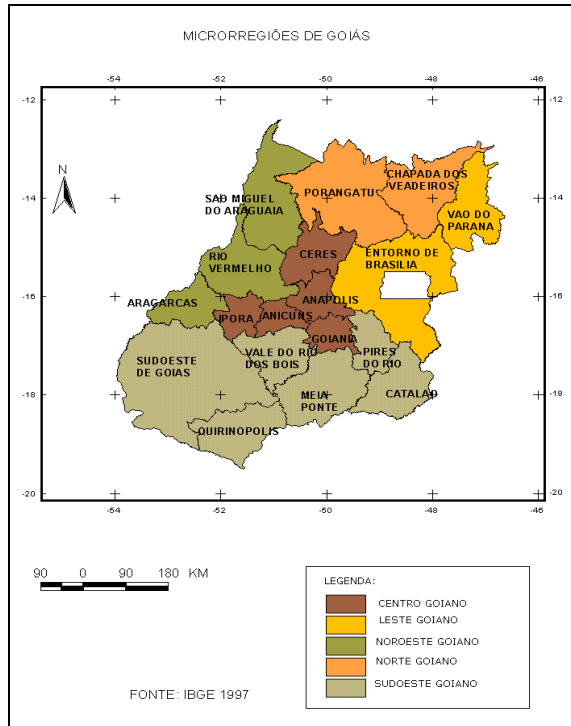 MICRORREGIÕES DE GOIÁS
-54 -52 -50 -48 -46
-12 -12
N
CHAPADA DOS
VEADEIROS
-14 -14
PORANGATU
SAO MIGUEL
DO ARAGUAIA
VAO DO
PARANA
CERES
ENTORNO DE
BRASILIA
RIO
VERMELHO
-16 -16
ARAGARCAS
ANAPOLIS
IPORA
ANICUNS
GOIANIA
SUDOESTE
DE GOIAS
VALE DO RIO
DOS BOIS
PIRES
DO RIO
-18 -18
MEIA
PONTE
CATALAO
QUIRINOPOLIS
-20 -20
-54 -52 -50 -48 -46
90 0 90 180 KM
LEGENDA:
CENTRO GOIANO
LESTE GOIANO
NOROESTE GOIANO
NORTE GOIANO
SUDOESTE GOIANO
FONTE: IBGE 1997